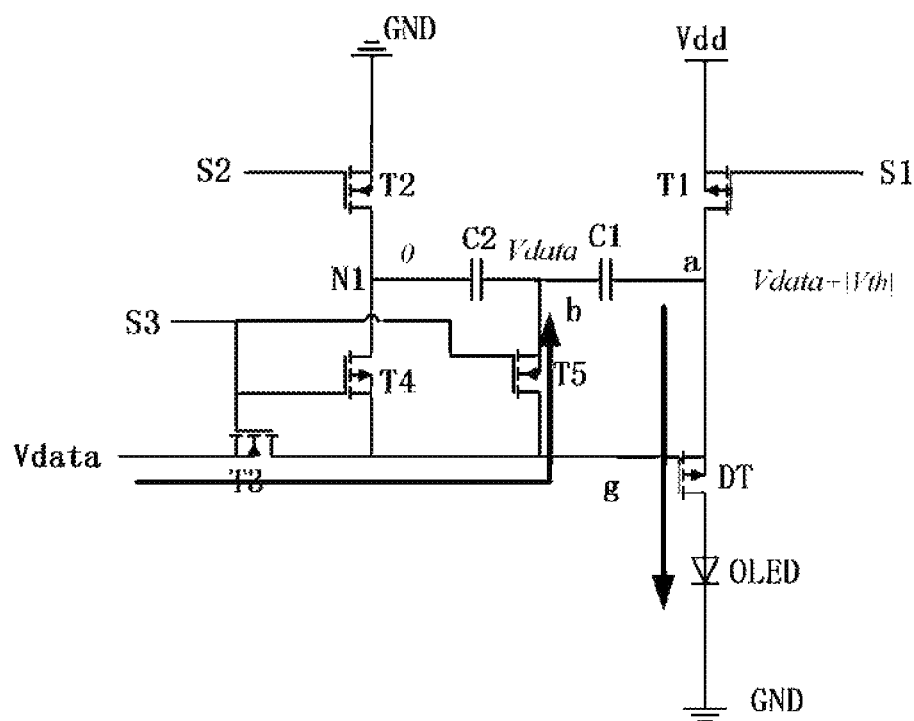 GND
Vdd
S2
T2
T1
S1
0
C2
Vdata
C1
a
N1
Vdata+|Vth|
S3
b
T4
T5
Vdata
T3
g
DT
OLED
GND